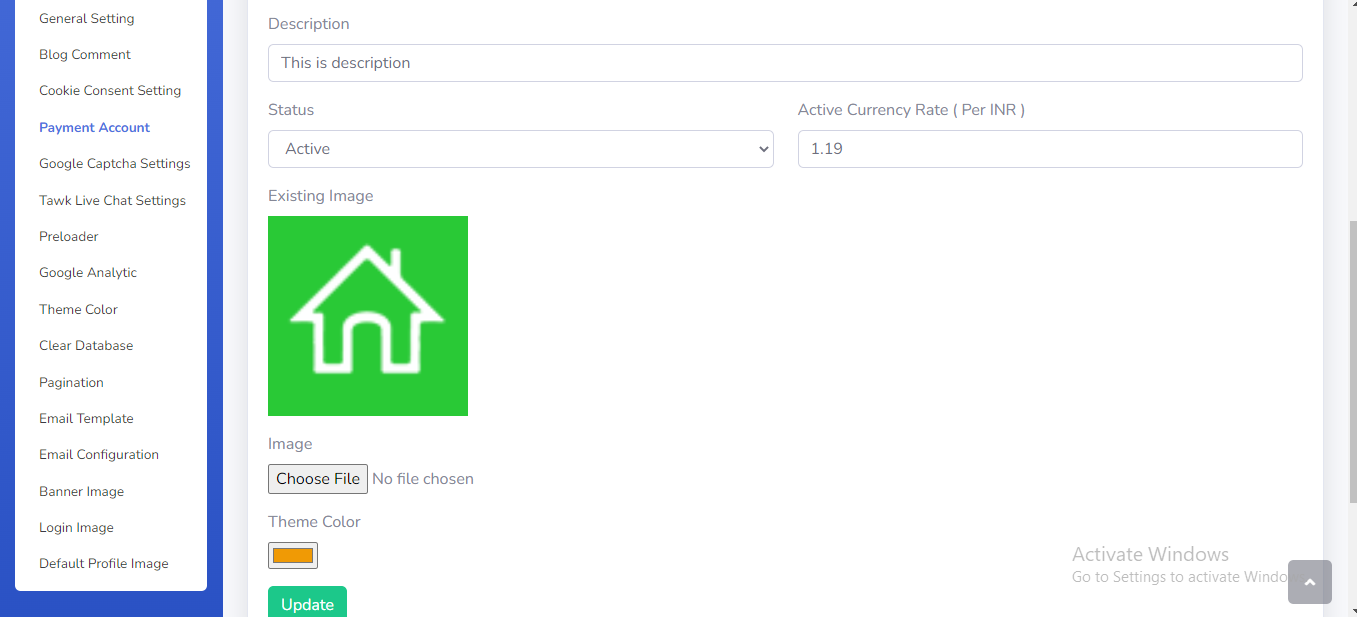 General Setting
Blog Comment
Cookie Consent Setting
Payment Account
Google Captcha Settings
Tawk Live Chat Settings
Preloader
Google Analytic
Theme Color
Clear Database
Pagination
Email Template
Email Configuration
Banner Image
Login Image
Default Profile Image
Description
This is description
Status
Active Currency Rate ( Per INR )
Active
1.19
Existing Image
Image
Choose File No file chosen
Theme Color
Update
Activate Windows
Go to Settings to activate Windo